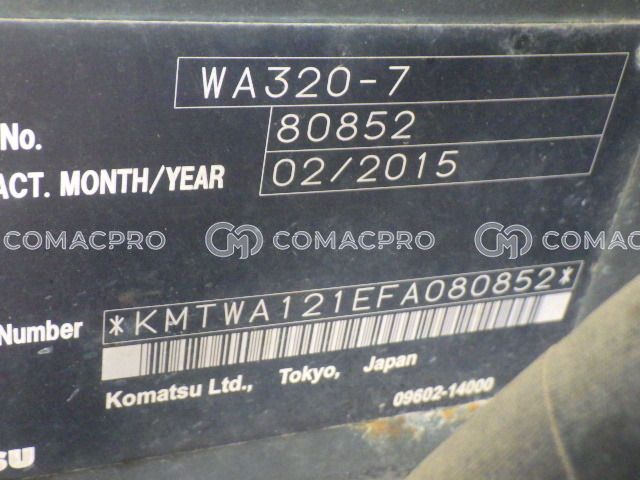 WA320-7
No. 80852
ACT. MONTH/YEAR 02/2015
COMACPRO COMACPRO COMACPRO
Number *KMTWA121EFA080852*
Komatsu Ltd., Tokyo, Japan
09602-14000
su